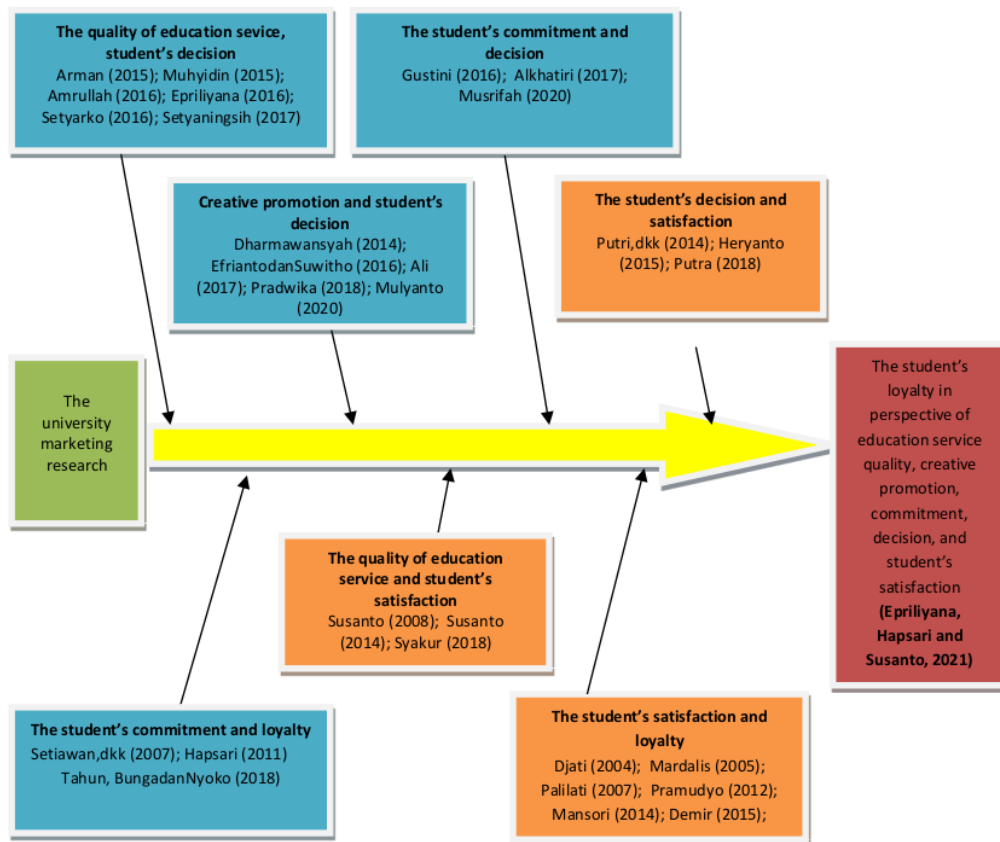 The quality of education sevice,
student's decision
Arman (2015); Muhyidin (2015);
Amrullah (2016); Epriliyana (2016);
Setyarko (2016); Setyaningsih (2017)
The student's commitment and
decision
Gustini (2016); Alkhatiri (2017);
Musrifah (2020)
Creative promotion and student's
decision
Dharmawansyah (2014);
EfriantodanSuwitho (2016); Ali
(2017); Pradwika (2018); Mulyanto
(2020)
The student's decision and
satisfaction
Putri,dkk (2014); Heryanto
(2015); Putra (2018)
The
university
marketing
research
The student's
loyalty in
perspective of
education service
quality, creative
promotion,
commitment,
decision, and
student's
satisfaction
(Epriliyana,
Hapsari and
Susanto, 2021)
The quality of education
service and student's
satisfaction
Susanto (2008); Susanto
(2014); Syakur (2018)
The student's commitment and loyalty
Setiawan,dkk (2007); Hapsari (2011)
Tahun, BungadanNyoko (2018)
The student's satisfaction and
loyalty
Djati (2004); Mardalis (2005);
Palilati (2007); Pramudyo (2012);
Mansori (2014); Demir (2015);